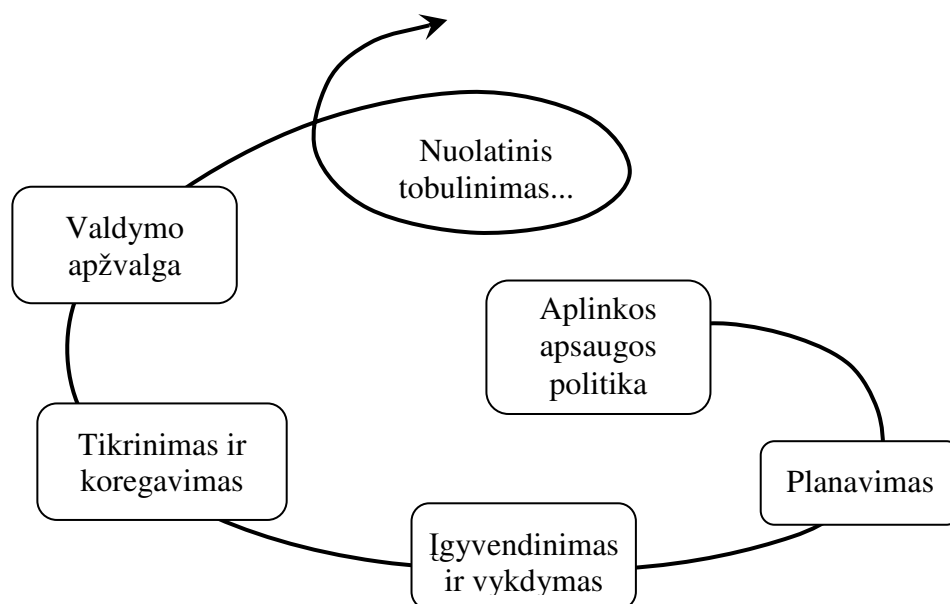 Nuolatinis
tobulinimas...
Valdymo
apžvalga
Aplinkos
apsaugos
politika
Tikrinimas ir
koregavimas
Planavimas
Įgyvendinimas
ir vykdymas